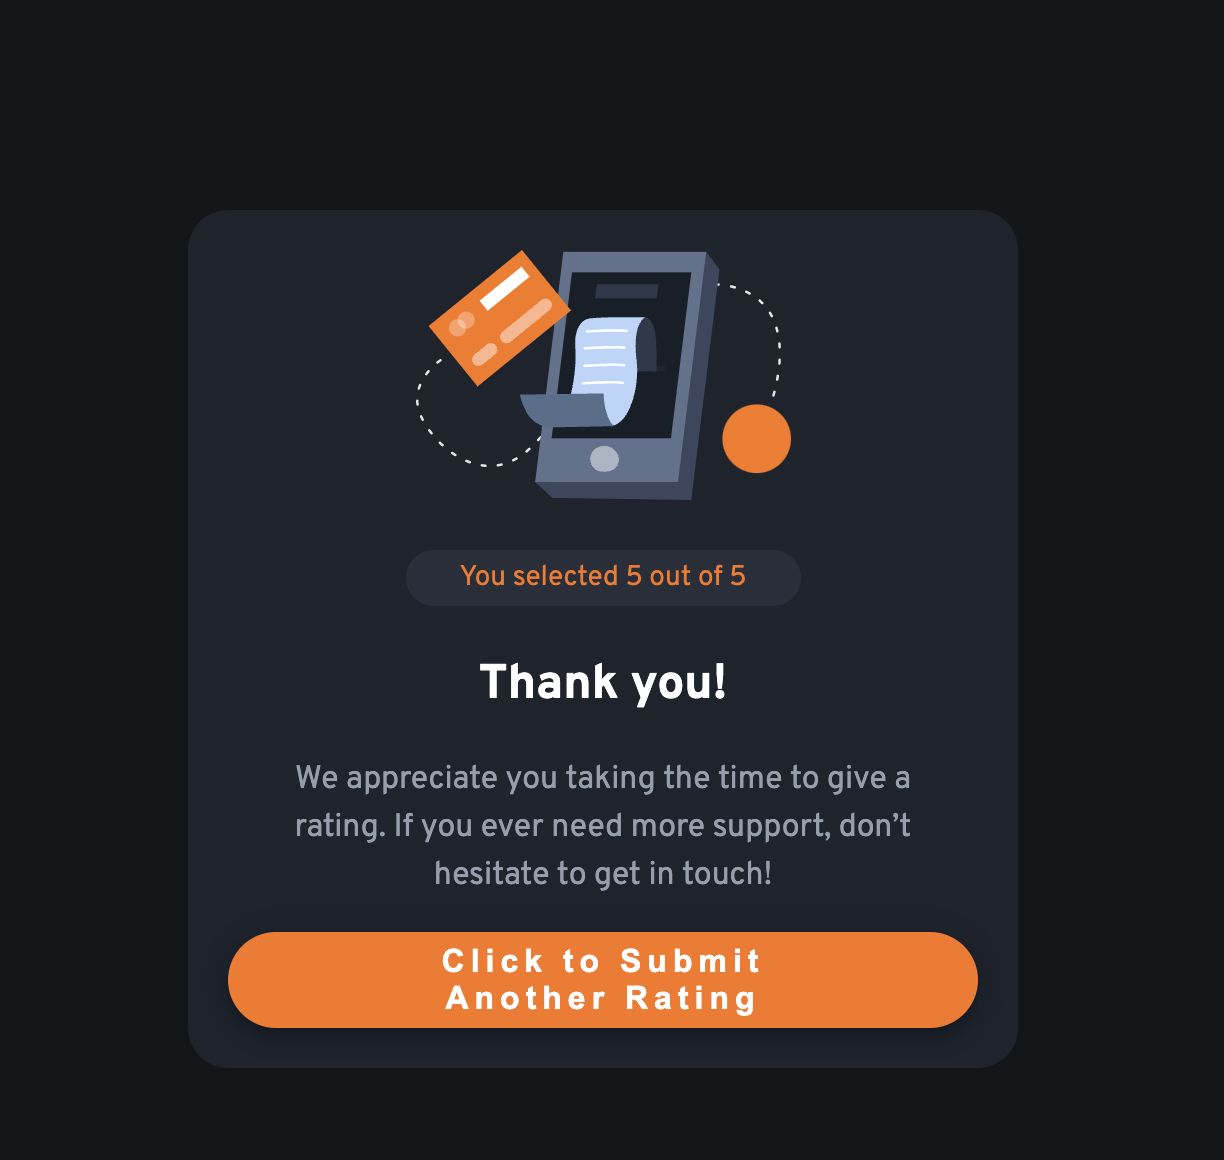 You selected 5 out of 5
Thank you!
We appreciate you taking the time to give a
rating. If you ever need more support, don’t
hesitate to get in touch!
Click to Submit
Another Rating